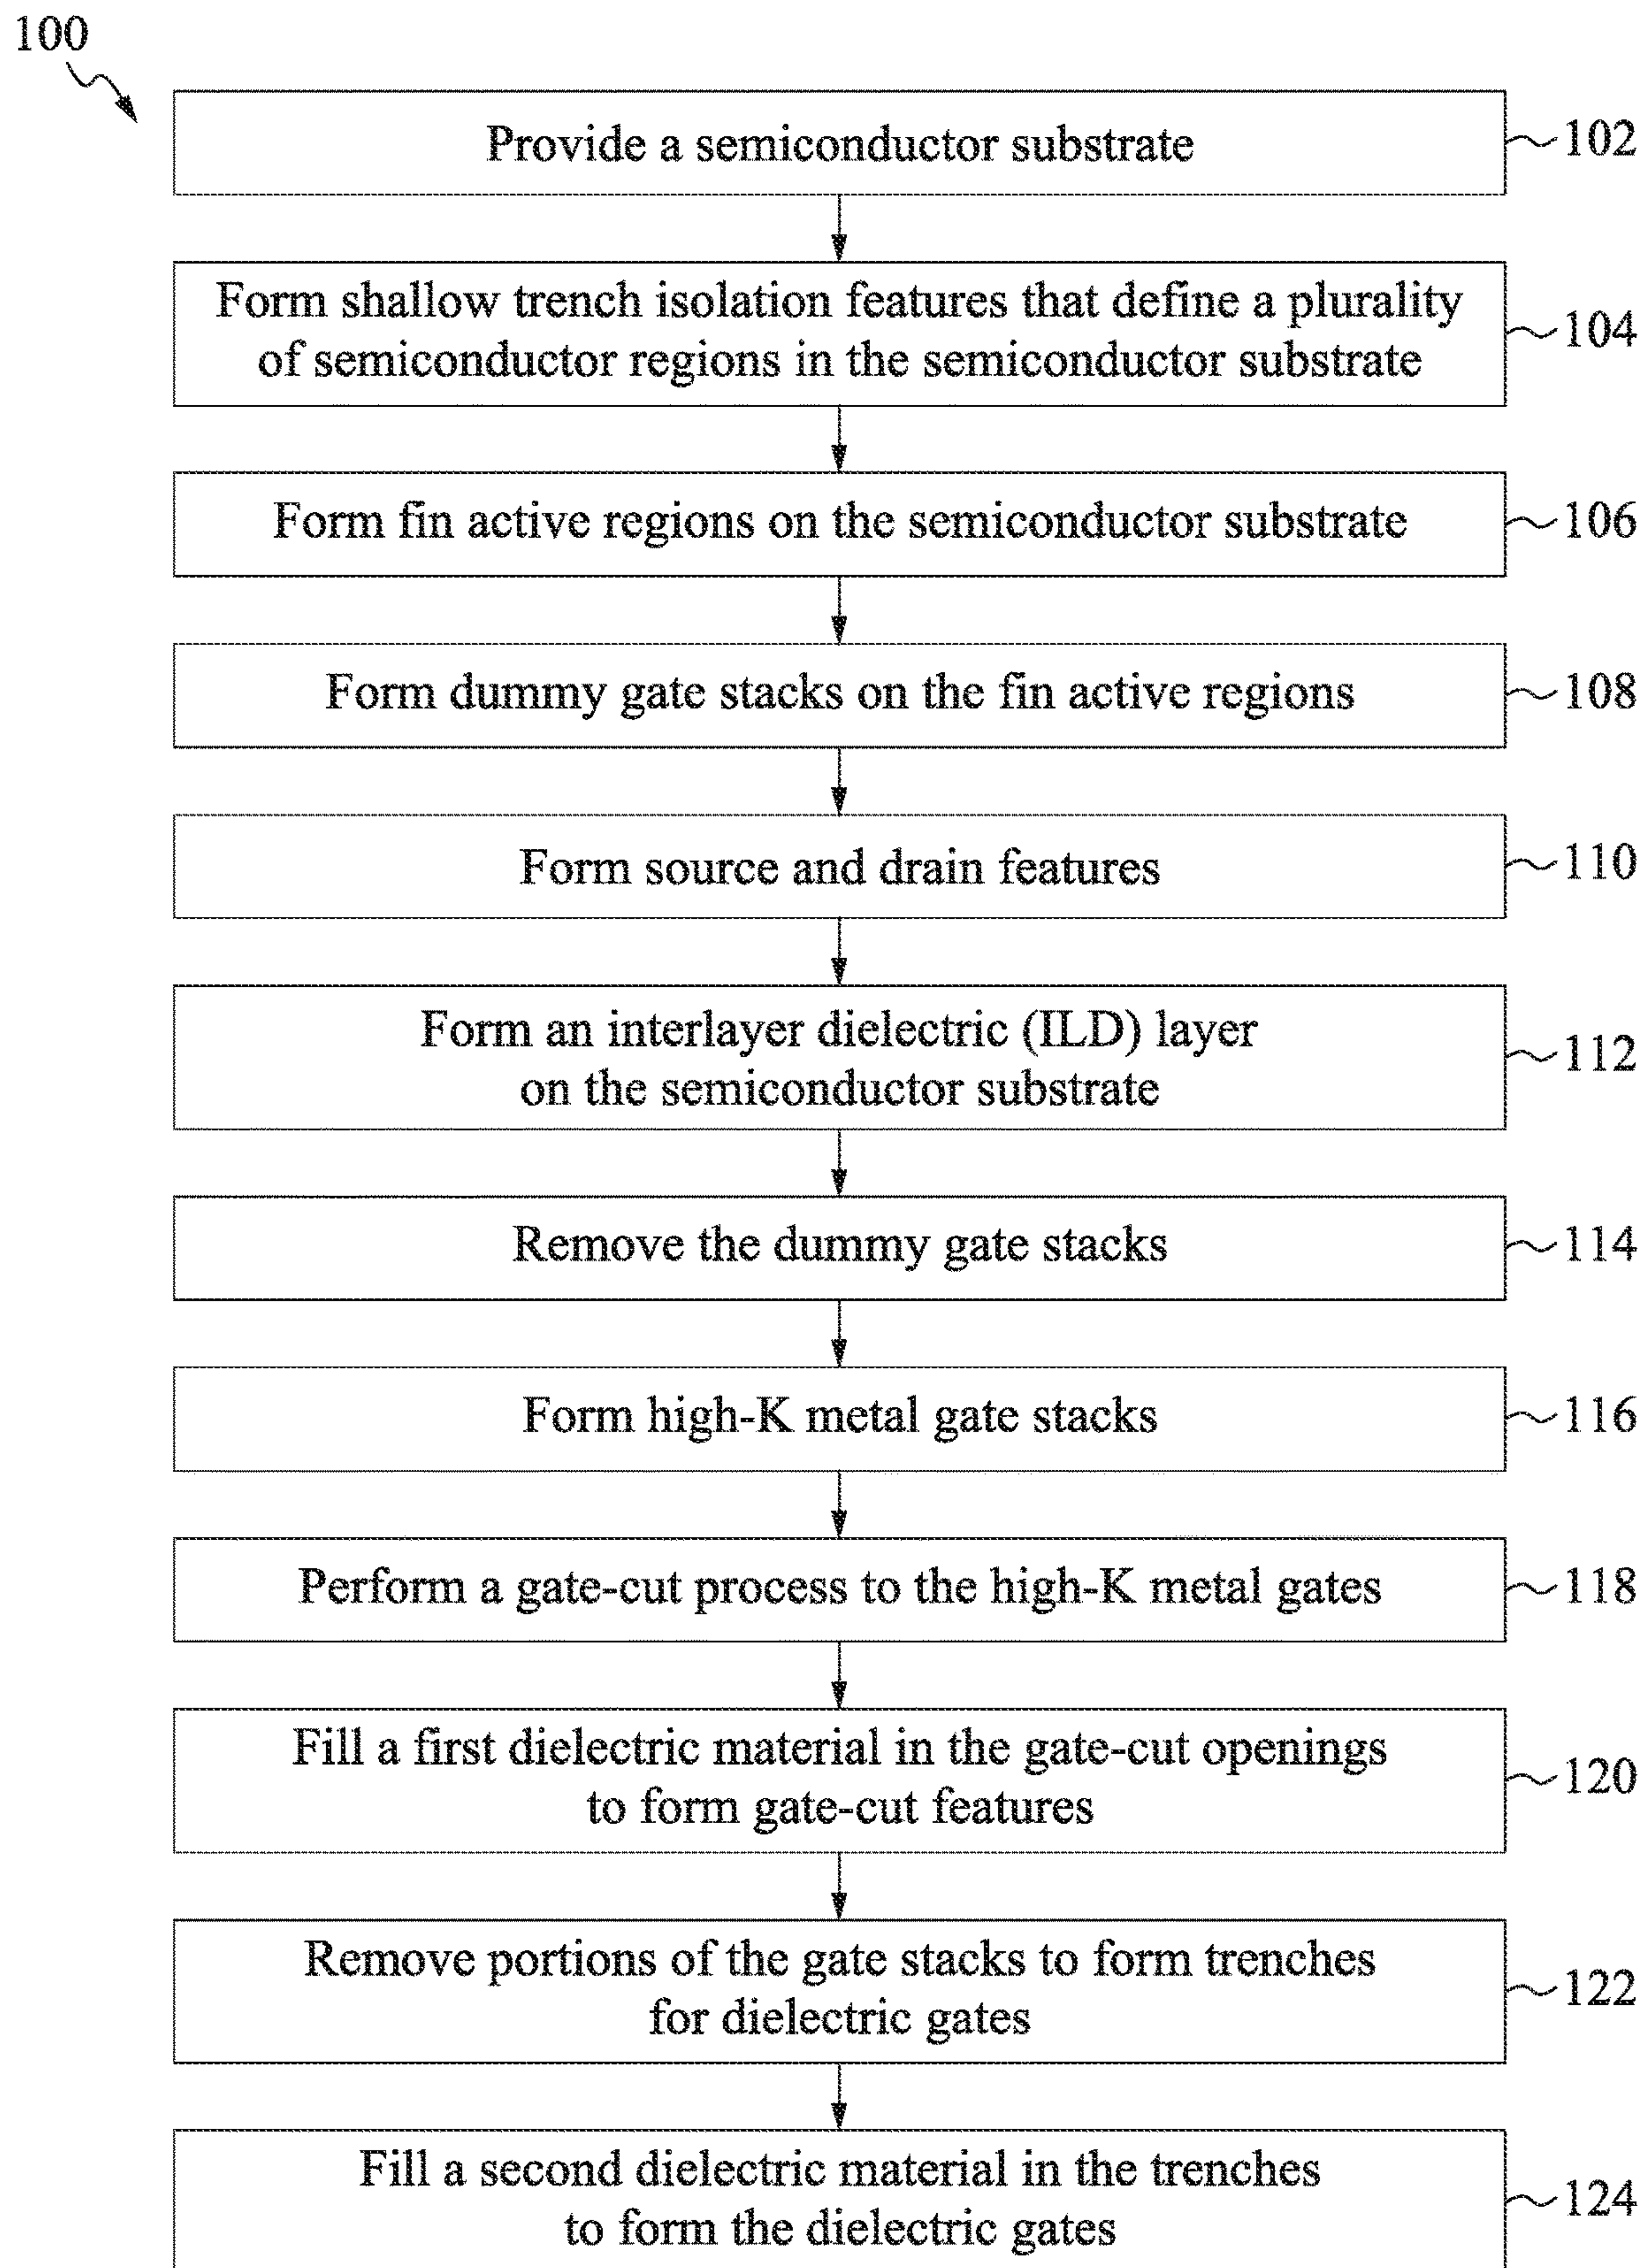 100
Provide a semiconductor substrate
102
Form shallow trench isolation features that define a plurality
of semiconductor regions in the semiconductor substrate
104
Form fin active regions on the semiconductor substrate
106
Form dummy gate stacks on the fin active regions
108
Form source and drain features
110
Form an interlayer dielectric (ILD) layer
on the semiconductor substrate
112
Remove the dummy gate stacks
114
Form high-K metal gate stacks
116
Perform a gate-cut process to the high-K metal gates
118
Fill a first dielectric material in the gate-cut openings
to form gate-cut features
120
Remove portions of the gate stacks to form trenches
for dielectric gates
122
Fill a second dielectric material in the trenches
to form the dielectric gates
124